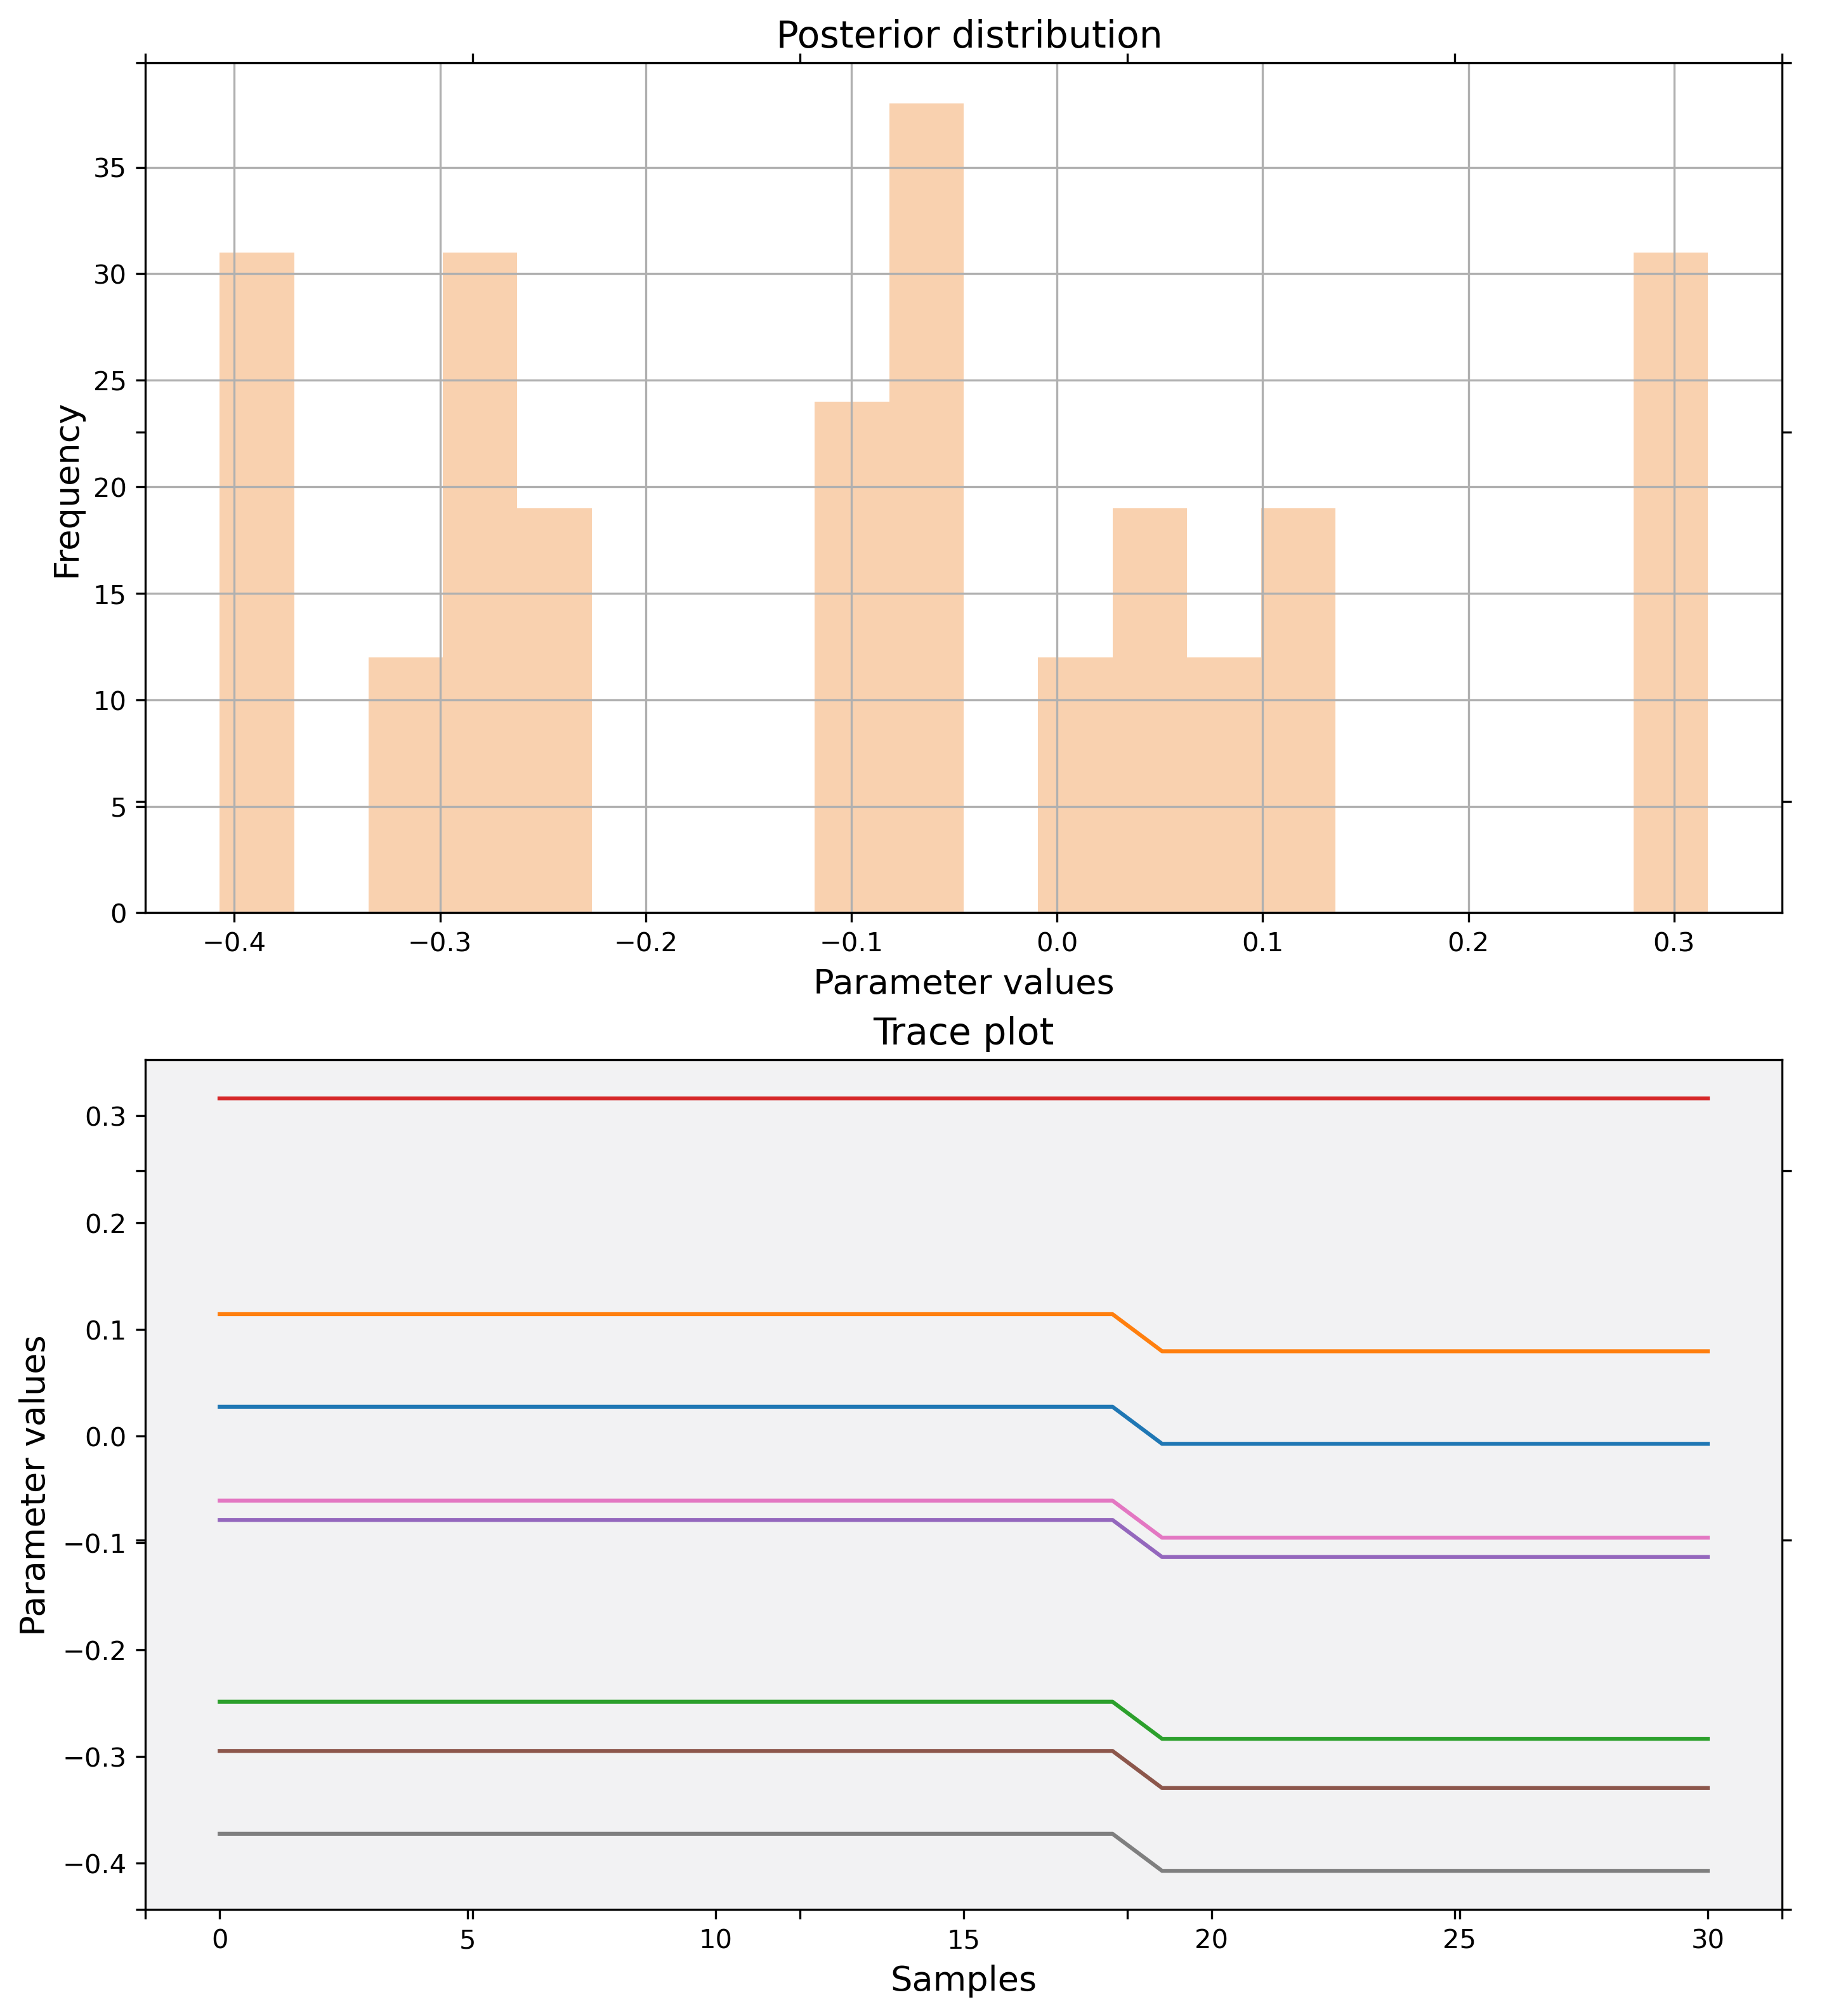 Posterior distribution
35
30
25
20
15
10
5
0
Frequency
−0.4 −0.3 −0.2 −0.1 0.0 0.1 0.2 0.3
Parameter values
Trace plot
0.3
0.2
0.1
0.0
−0.1
−0.2
−0.3
−0.4
Parameter values
0 5 10 15 20 25 30
Samples